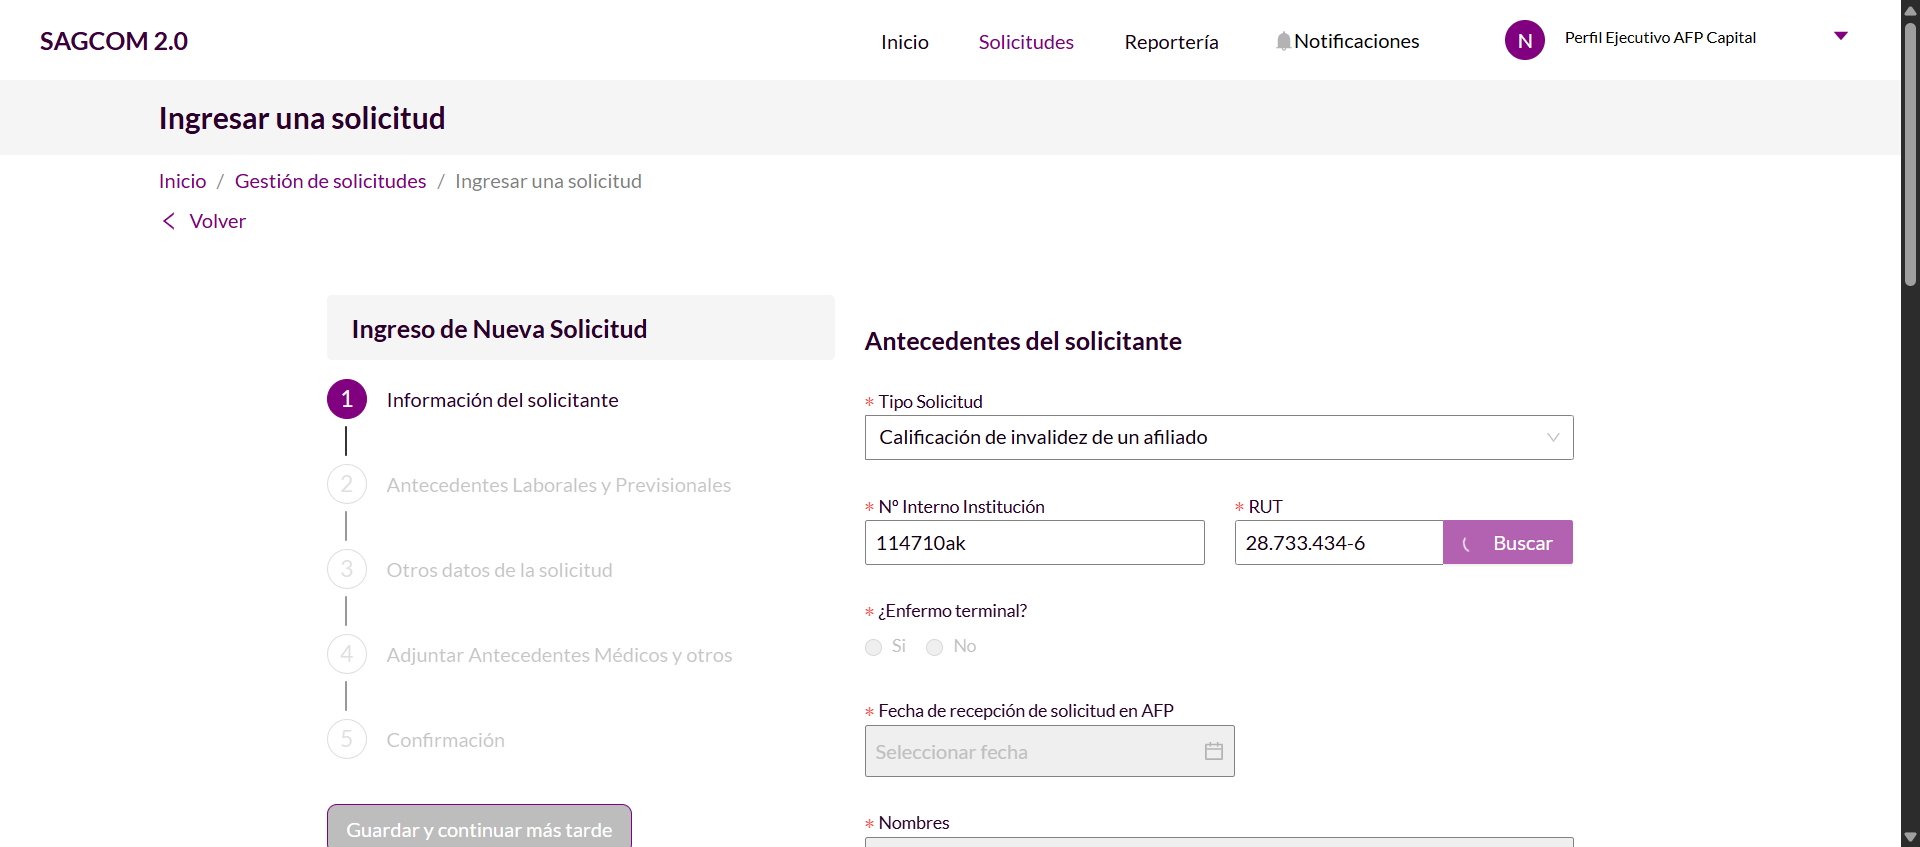 SAGCOM 2.0
Inicio
Solicitudes
Reportería
Notificaciones
N
Perfil Ejecutivo AFP Capital
Ingresar una solicitud
Inicio / Gestión de solicitudes / Ingresar una solicitud
Volver
Ingreso de Nueva Solicitud
1 Información del solicitante
2 Antecedentes Laborales y Previsionales
3 Otros datos de la solicitud
4 Adjuntar Antecedentes Médicos y otros
5 Confirmación
Guardar y continuar más tarde
Antecedentes del solicitante
* Tipo Solicitud
Calificación de invalidez de un afiliado
* Nº Interno Institución
114710ak
* RUT
28.733.434-6
Buscar
* ¿Enfermo terminal?
Si
No
* Fecha de recepción de solicitud en AFP
Seleccionar fecha
* Nombres